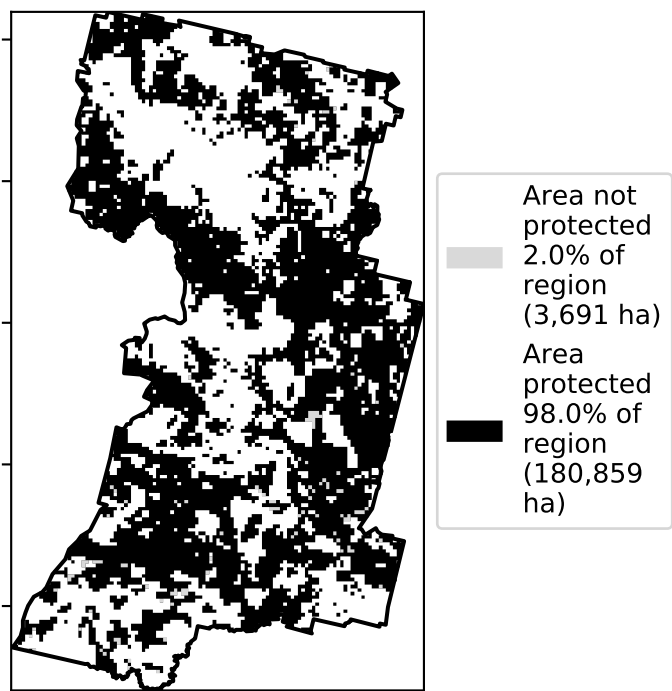 Area not
protected
2.0% of
region
(3,691 ha)
Area
protected
98.0% of
region
(180,859
ha)